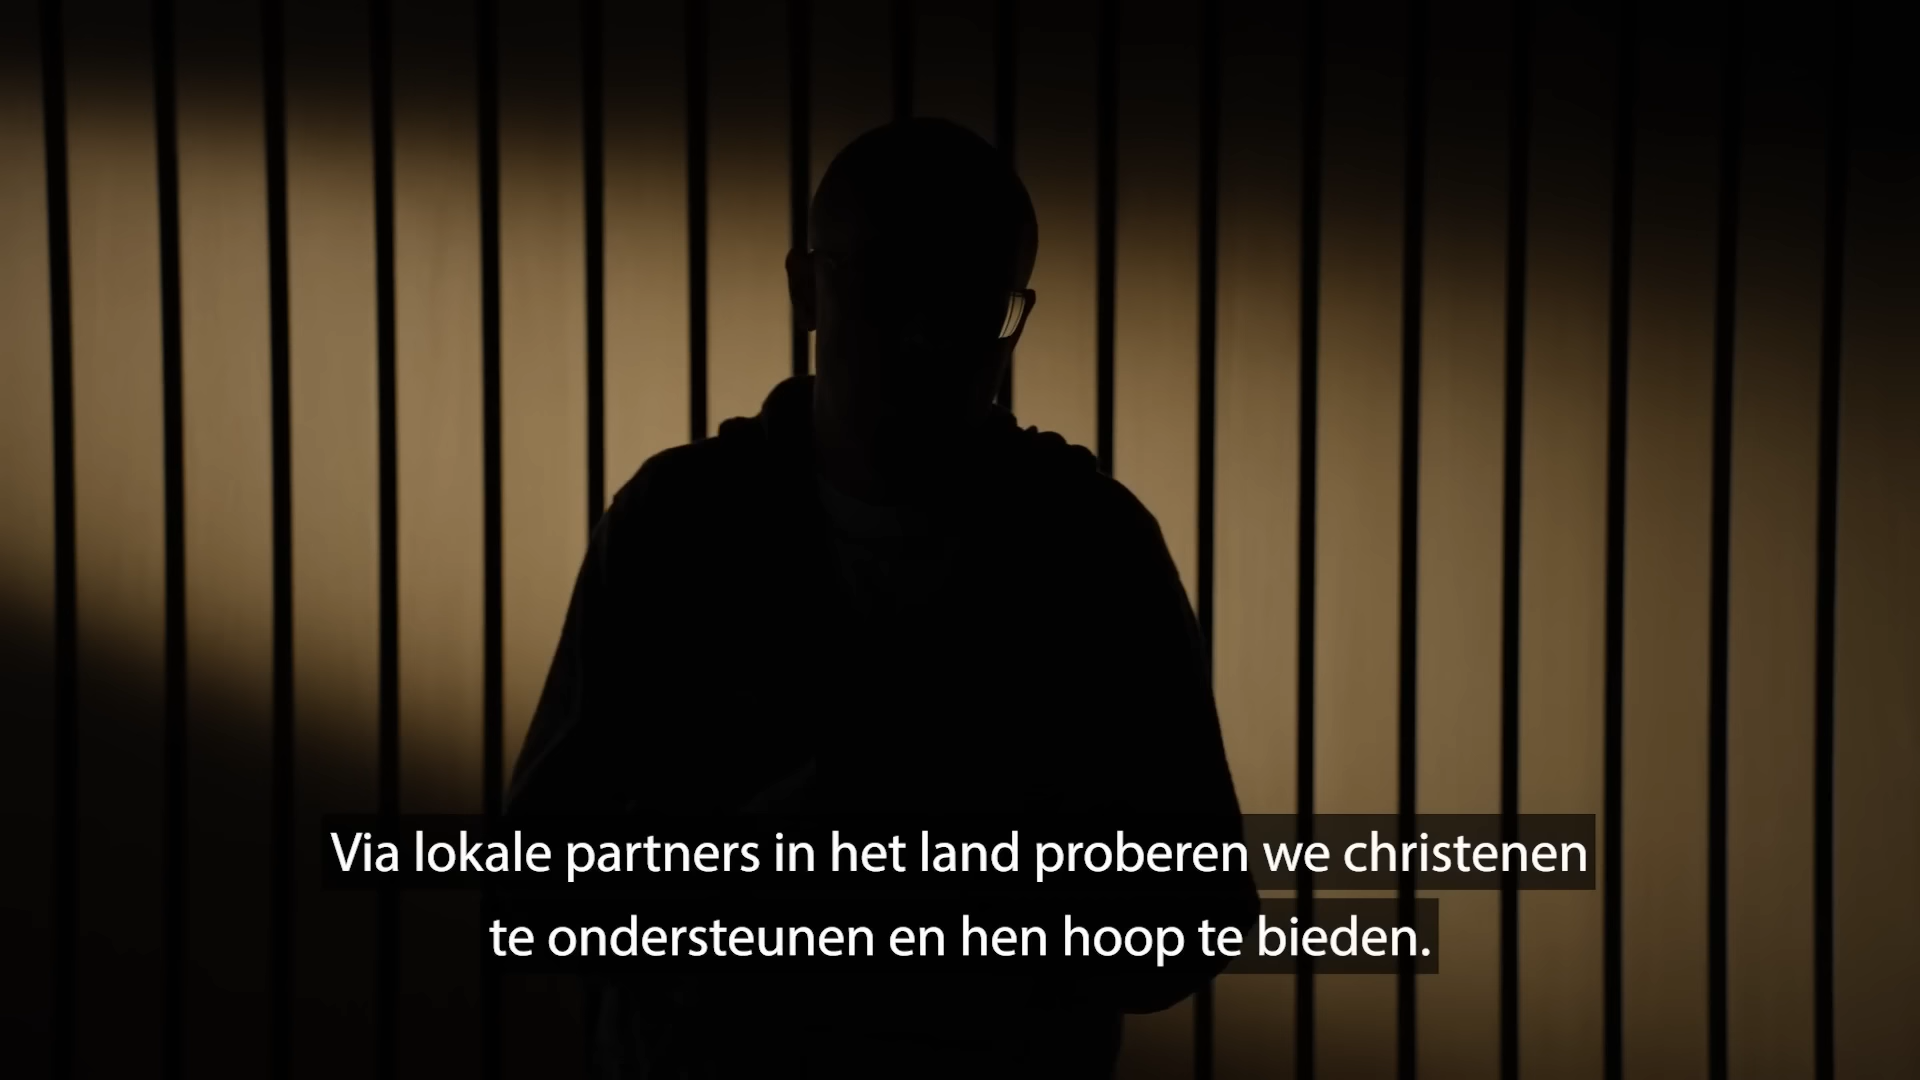 Via lokale partners in het land proberen we christenen
te ondersteunen en hen hoop te bieden.